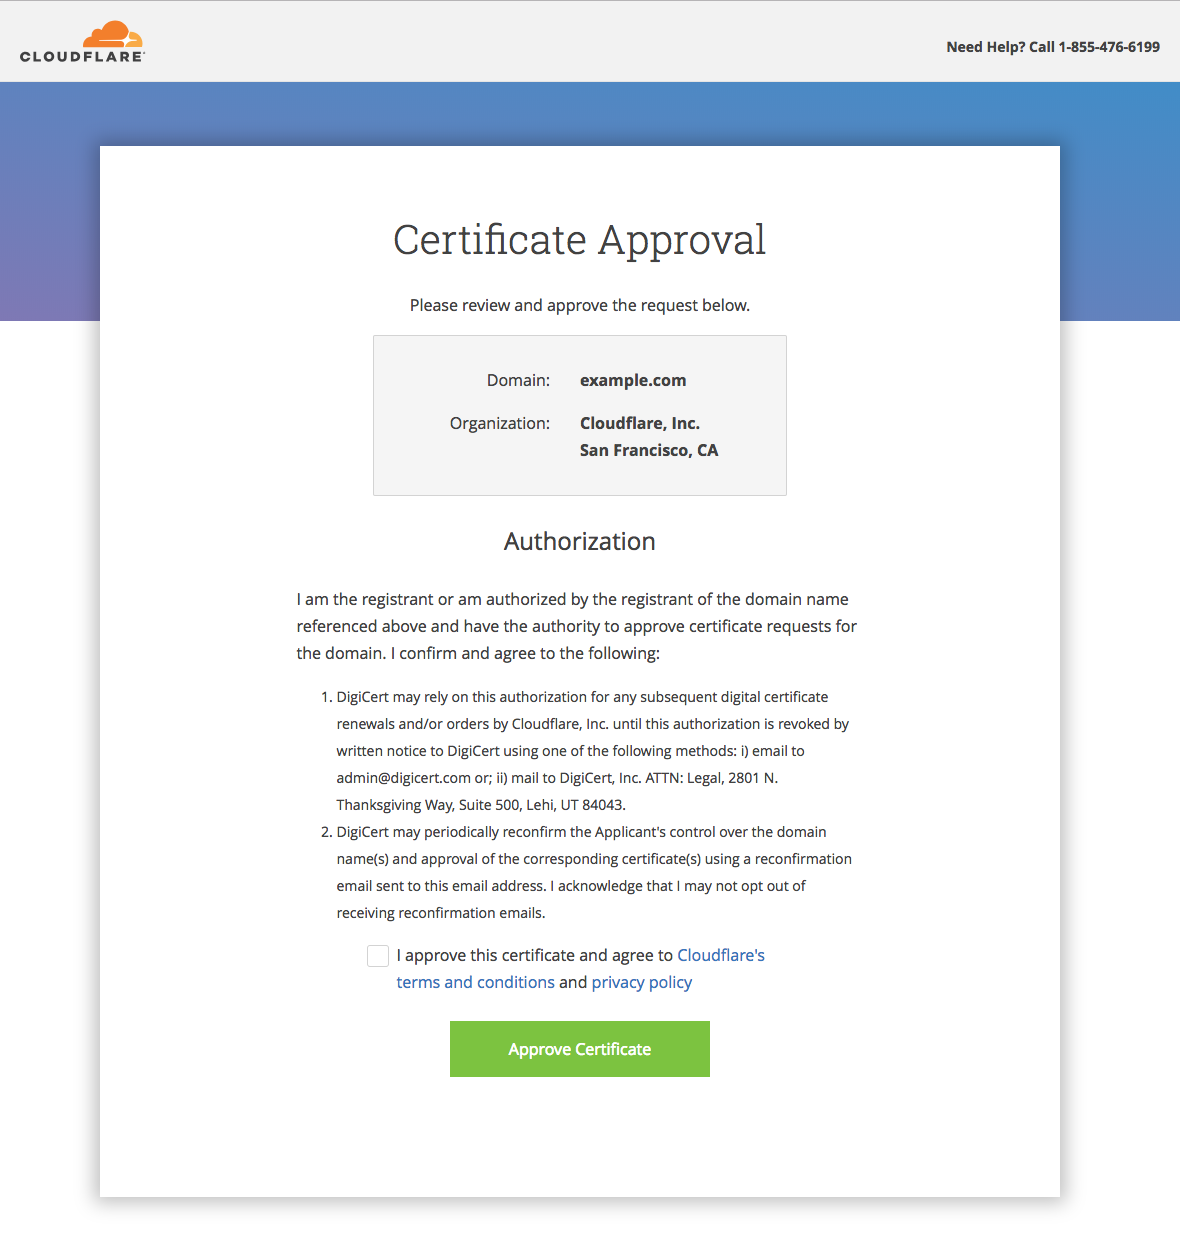 CLOUDFLARE
Need Help? Call 1-855-476-6199
Certificate Approval
Please review and approve the request below.
Domain: example.com
Organization: Cloudflare, Inc.
San Francisco, CA
Authorization
I am the registrant or am authorized by the registrant of the domain name
referenced above and have the authority to approve certificate requests for
the domain. I confirm and agree to the following:
1. DigiCert may rely on this authorization for any subsequent digital certificate
renewals and/or orders by Cloudflare, Inc. until this authorization is revoked by
written notice to DigiCert using one of the following methods: i) email to
admin@digicert.com or; ii) mail to DigiCert, Inc. ATTN: Legal, 2801 N.
Thanksgiving Way, Suite 500, Lehi, UT 84043.
2. DigiCert may periodically reconfirm the Applicant's control over the domain
name(s) and approval of the corresponding certificate(s) using a reconfirmation
email sent to this email address. I acknowledge that I may not opt out of
receiving reconfirmation emails.
I approve this certificate and agree to Cloudflare's
terms and conditions and privacy policy
Approve Certificate